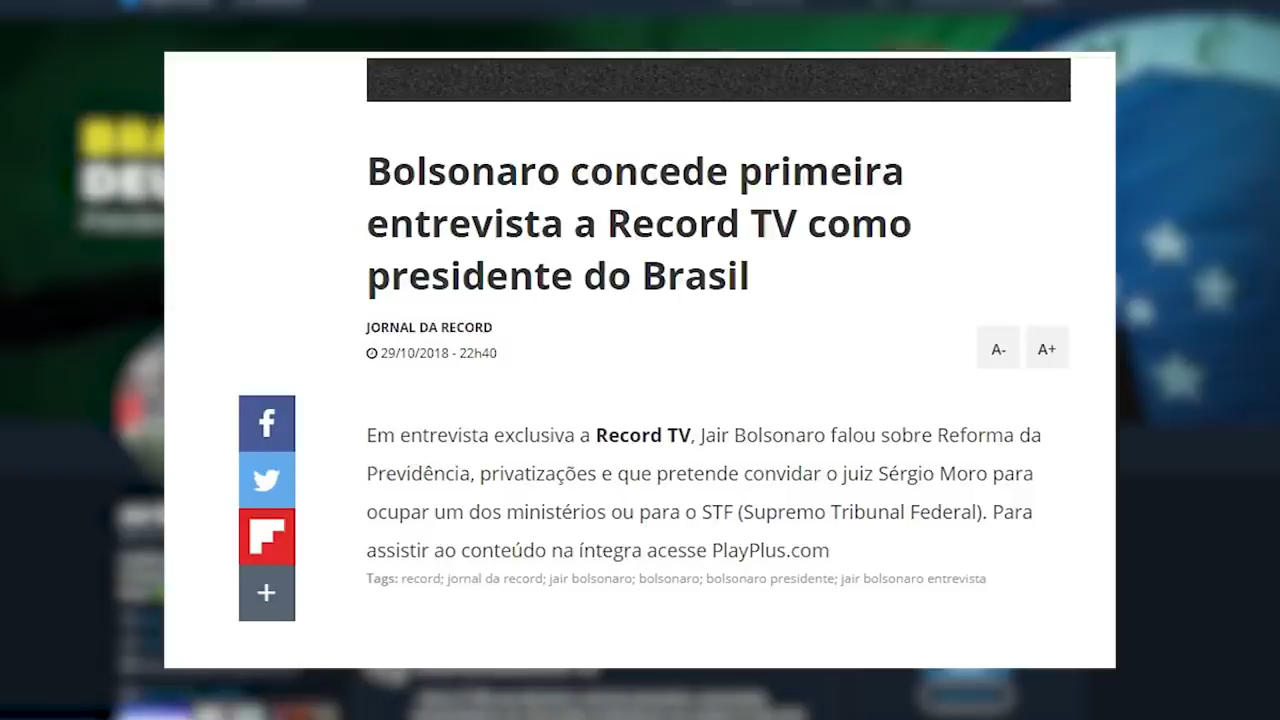 Bolsonaro concede primeira
entrevista a Record TV como
presidente do Brasil
JORNAL DA RECORD
29/10/2018 - 22h40
A- A+
Em entrevista exclusiva a Record TV, Jair Bolsonaro falou sobre Reforma da
Previdência, privatizações e que pretende convidar o juiz Sérgio Moro para
ocupar um dos ministérios ou para o STF (Supremo Tribunal Federal). Para
assistir ao conteúdo na íntegra acesse PlayPlus.com
Tags: record; jornal da record; jair bolsonaro; bolsonaro; bolsonaro presidente; jair bolsonaro entrevista